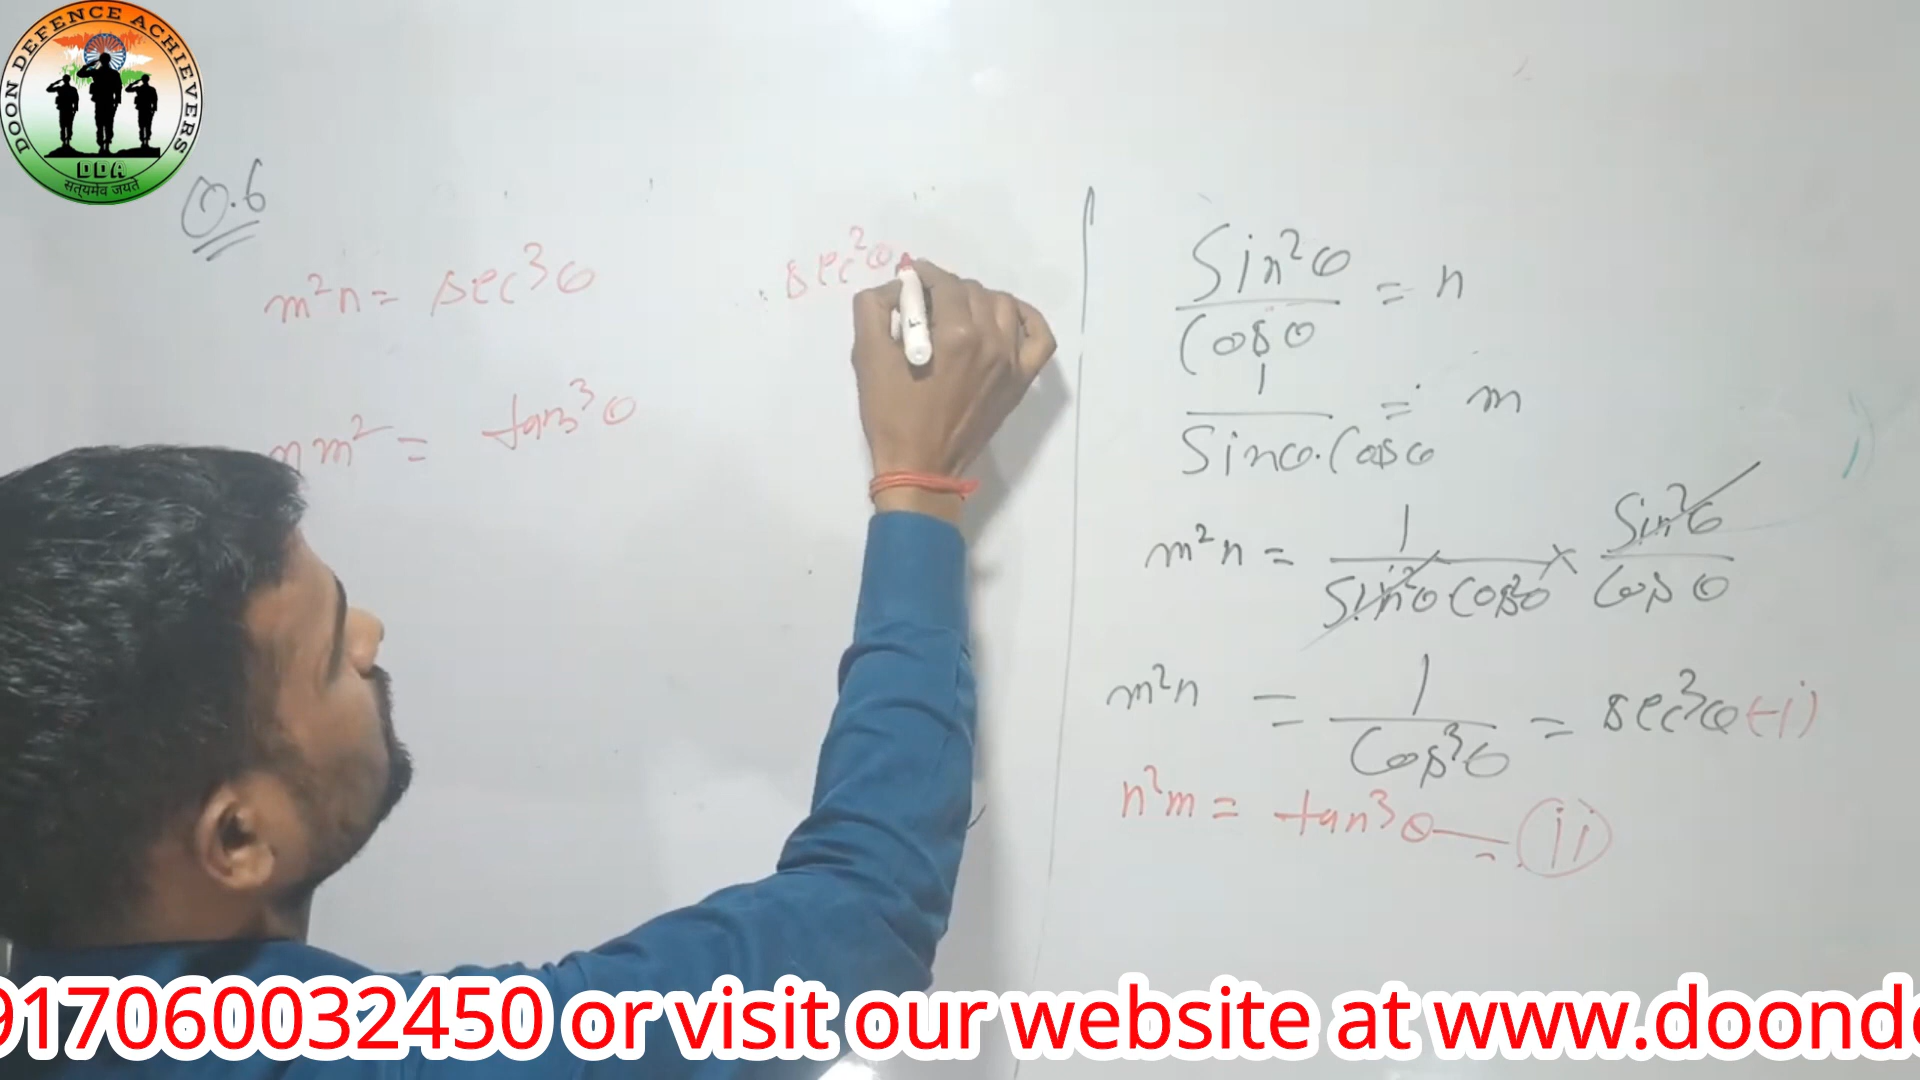 DOON DEFENCE ACHIEVERS
DDA
सत्यमेव जयते
Q.6
m²n = sec³θ
sec²θ
nm² = tan³θ
Sin²θ
Cosθ
= n
1
Sinθ.Cosθ
= m
m²n = 1/Sin²θ Cos²θ × Sin²θ/Cosθ
m²n = 1/Cos³θ = sec³θ -(i)
n²m = tan³θ — (ii)
917060032450 or visit our website at www.doond